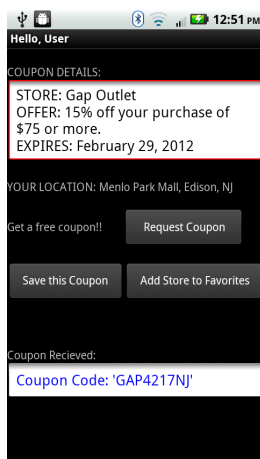 12:51 PM
Hello, User
COUPON DETAILS:
STORE: Gap Outlet
OFFER: 15% off your purchase of
$75 or more.
EXPIRES: February 29, 2012
YOUR LOCATION: Menlo Park Mall, Edison, NJ
Get a free coupon!! Request Coupon
Save this Coupon Add Store to Favorites
Coupon Recieved:
Coupon Code: 'GAP4217NJ'